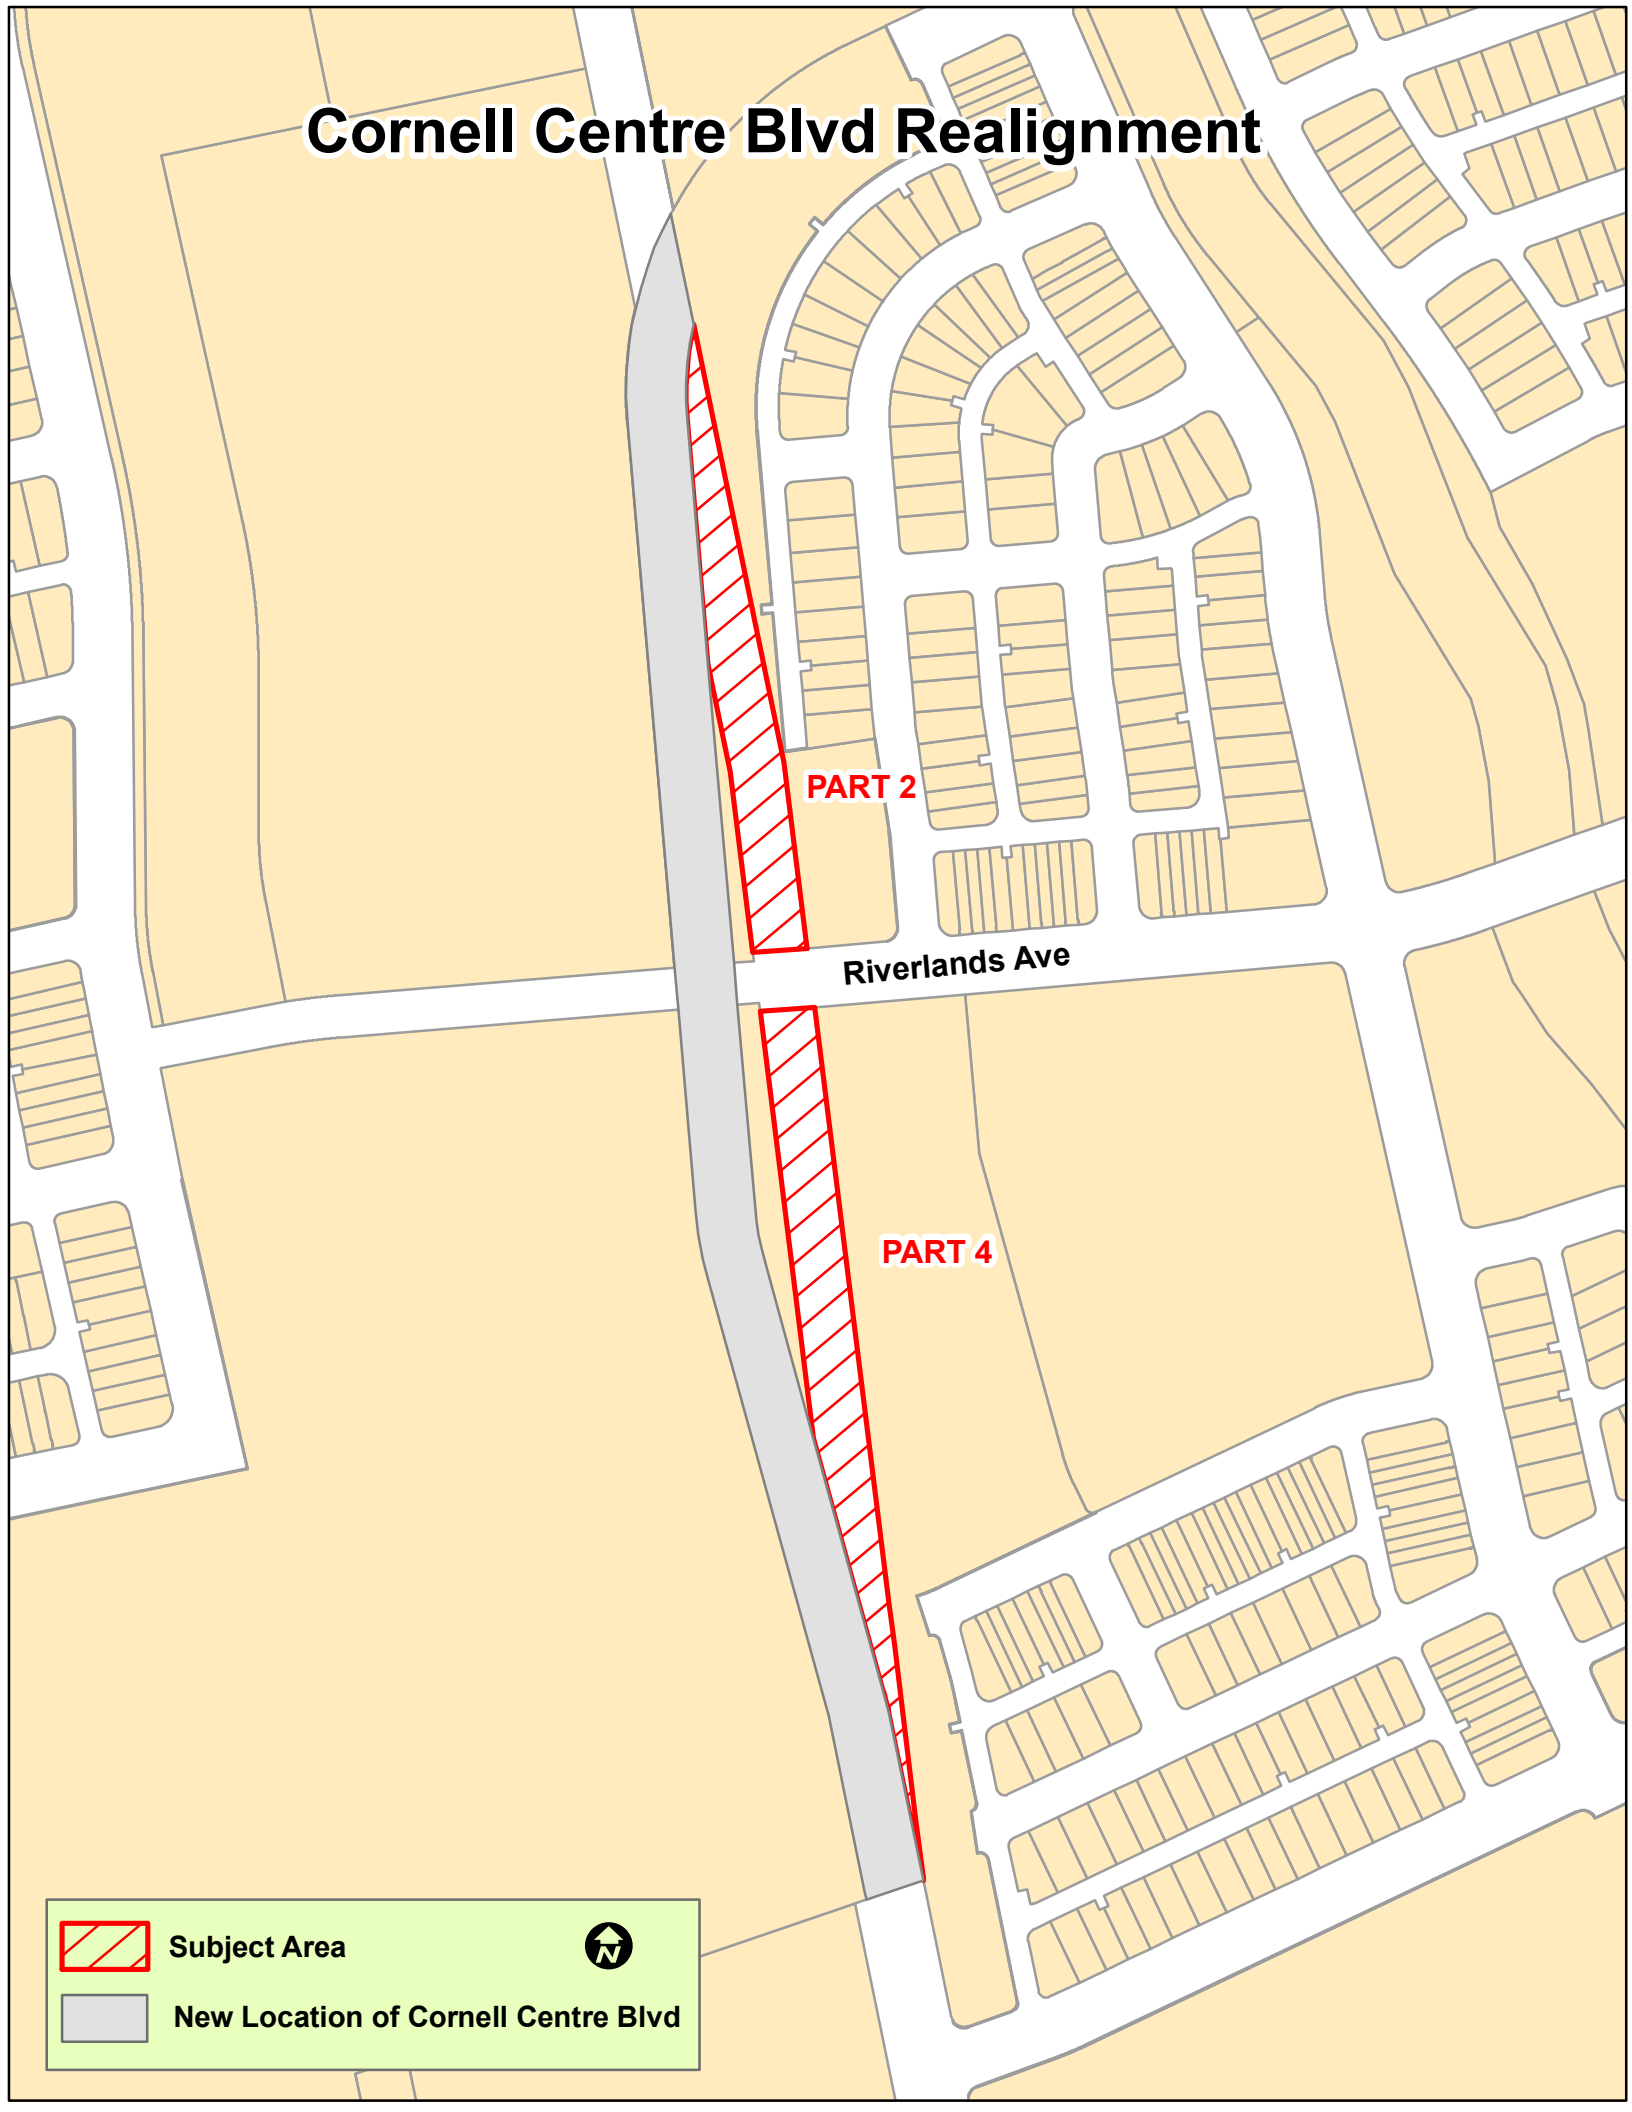 Cornell Centre Blvd Realignment
PART 2
Riverlands Ave
PART 4
Subject Area
N
New Location of Cornell Centre Blvd